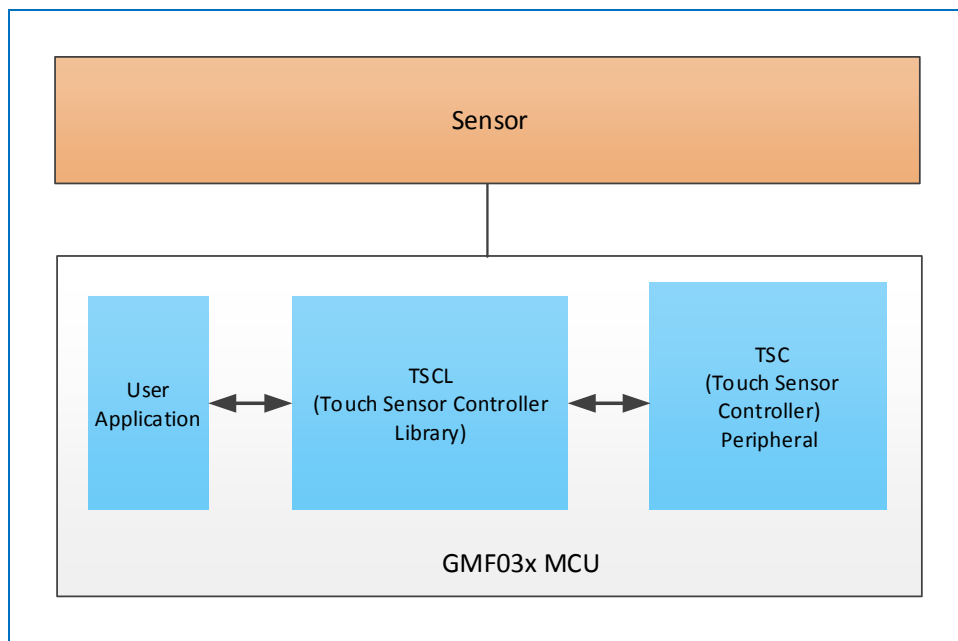 Sensor
User
Application
TSCL
(Touch Sensor Controller
Library)
TSC
(Touch Sensor
Controller)
Peripheral
GMF03x MCU